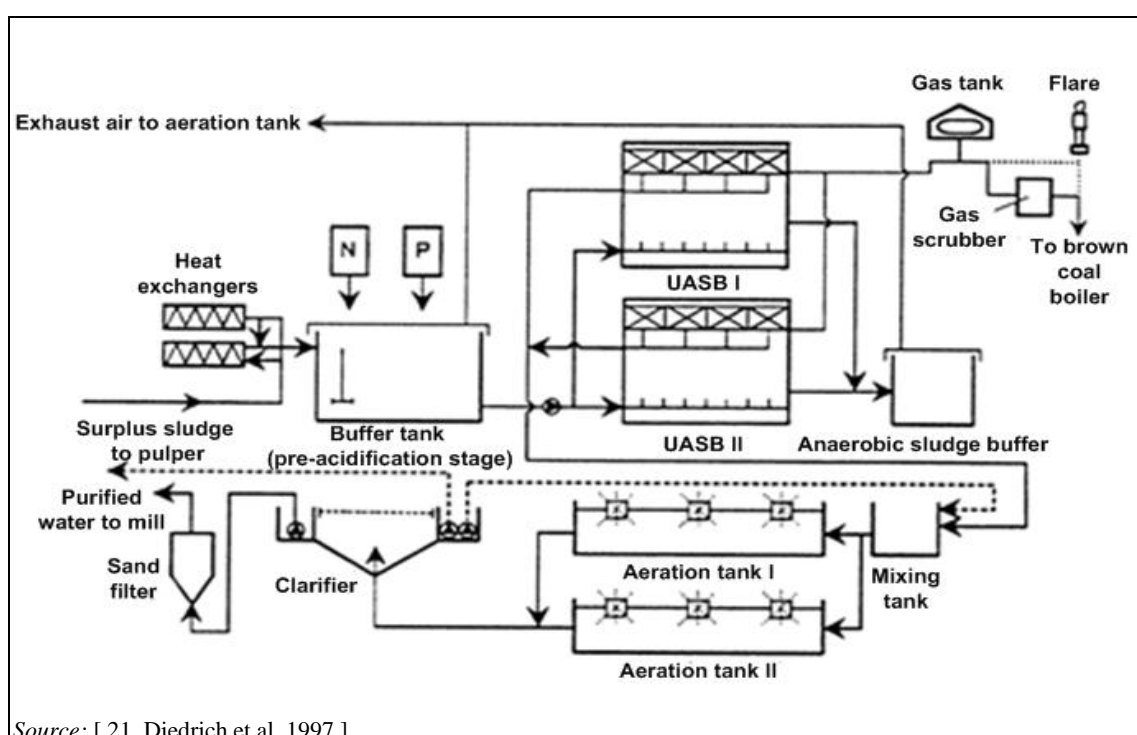 Gas tank
Flare
Exhaust air to aeration tank
N
P
Gas
scrubber
To brown
coal
boiler
Heat
exchangers
UASB I
UASB II
Anaerobic sludge buffer
Surplus sludge
to pulper
Buffer tank
(pre-acidification stage)
Purified
water to mill
Sand
filter
Clarifier
Aeration tank I
Mixing
tank
Aeration tank II
Source: [ 21, Diedrich et al. 1997 ]